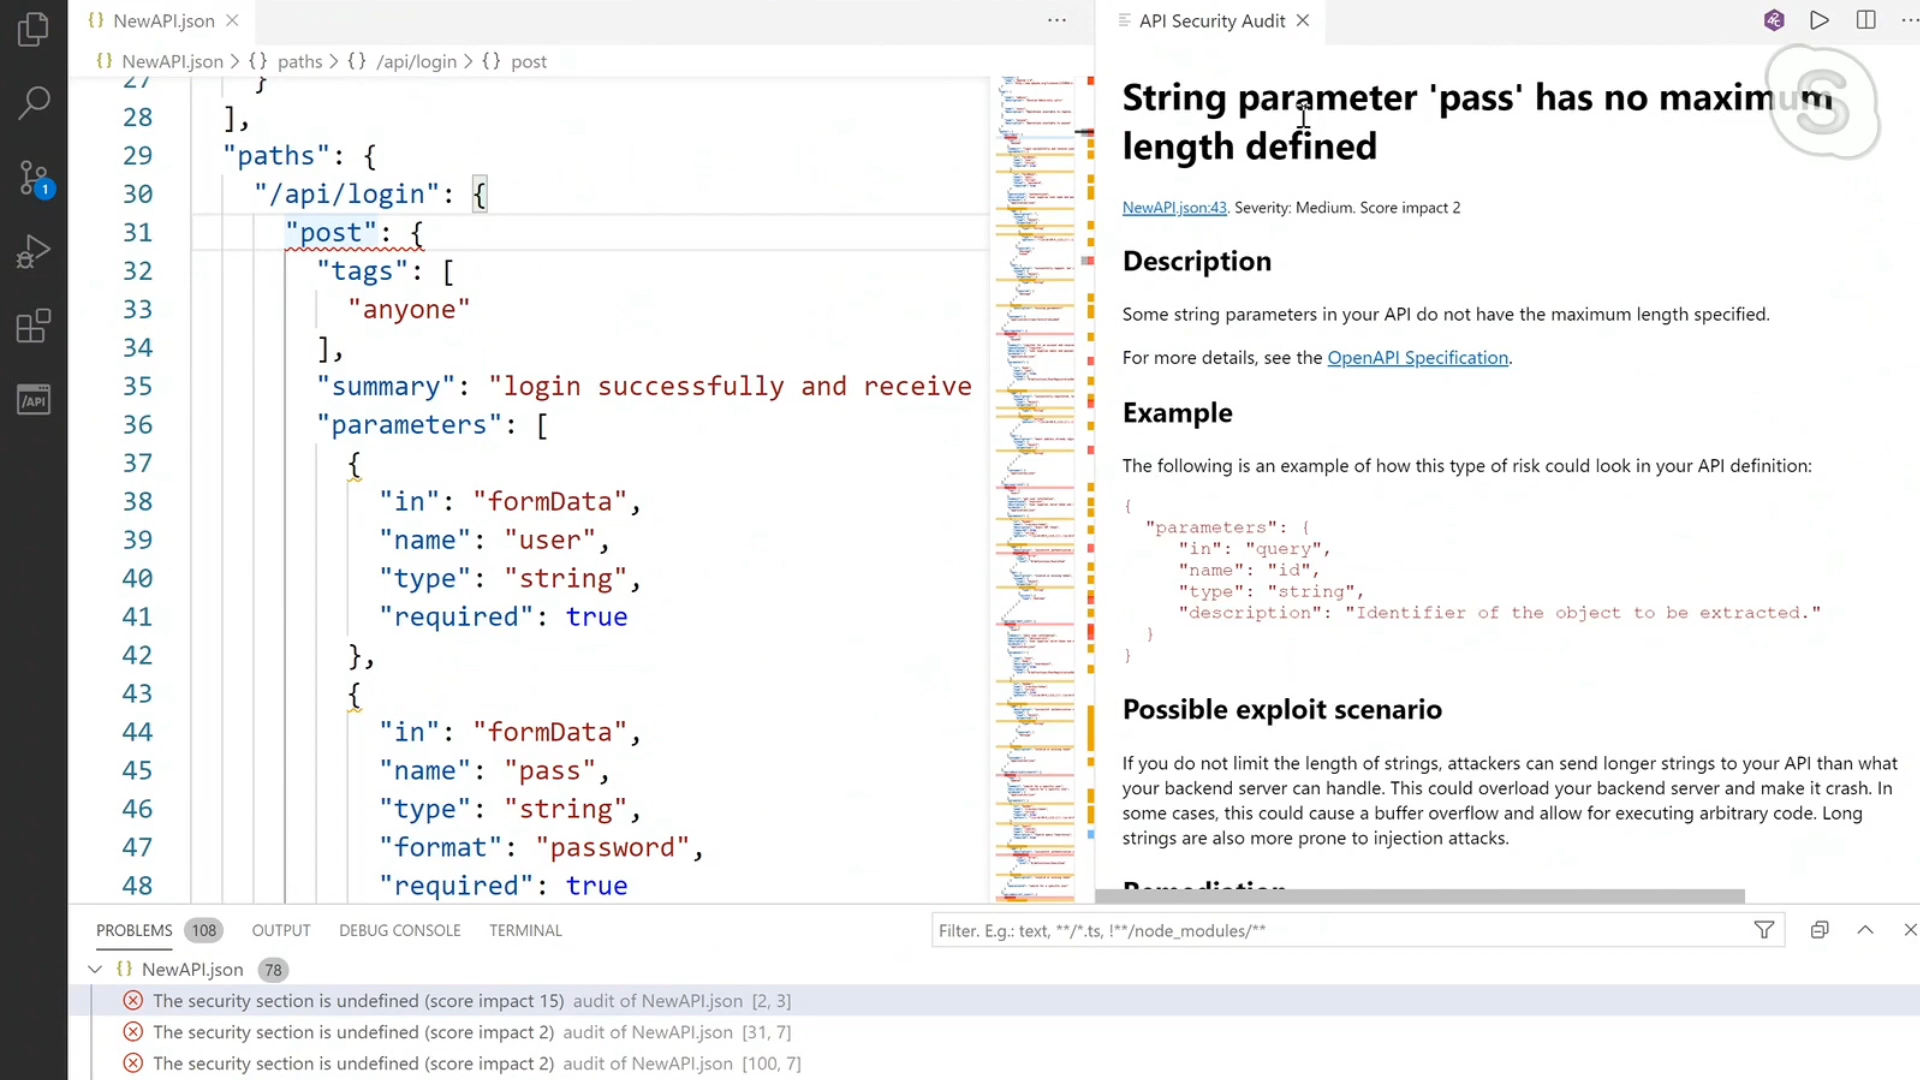 NewAPI.json
NewAPI.json > {} paths > {} /api/login > {} post
27 }
28 ],
29 "paths": {
30 "/api/login": {
31 "post": {
32 "tags": [
33 "anyone"
34 ],
35 "summary": "login successfully and receive
36 "parameters": [
37 {
38 "in": "formData",
39 "name": "user",
40 "type": "string",
41 "required": true
42 },
43 {
44 "in": "formData",
45 "name": "pass",
46 "type": "string",
47 "format": "password",
48 "required": true
1
/API
API Security Audit
String parameter 'pass' has no maximum
length defined
NewAPI.json:43. Severity: Medium. Score impact 2
Description
Some string parameters in your API do not have the maximum length specified.
For more details, see the OpenAPI Specification.
Example
The following is an example of how this type of risk could look in your API definition:
{
"parameters": {
"in": "query",
"name": "id",
"type": "string",
"description": "Identifier of the object to be extracted."
}
}
Possible exploit scenario
If you do not limit the length of strings, attackers can send longer strings to your API than what
your backend server can handle. This could overload your backend server and make it crash. In
some cases, this could cause a buffer overflow and allow for executing arbitrary code. Long
strings are also more prone to injection attacks.
Remediation
PROBLEMS 108 OUTPUT DEBUG CONSOLE TERMINAL
Filter. E.g.: text, **/*.ts, !**/node_modules/**
{} NewAPI.json 78
The security section is undefined (score impact 15) audit of NewAPI.json [2, 3]
The security section is undefined (score impact 2) audit of NewAPI.json [31, 7]
The security section is undefined (score impact 2) audit of NewAPI.json [100, 7]